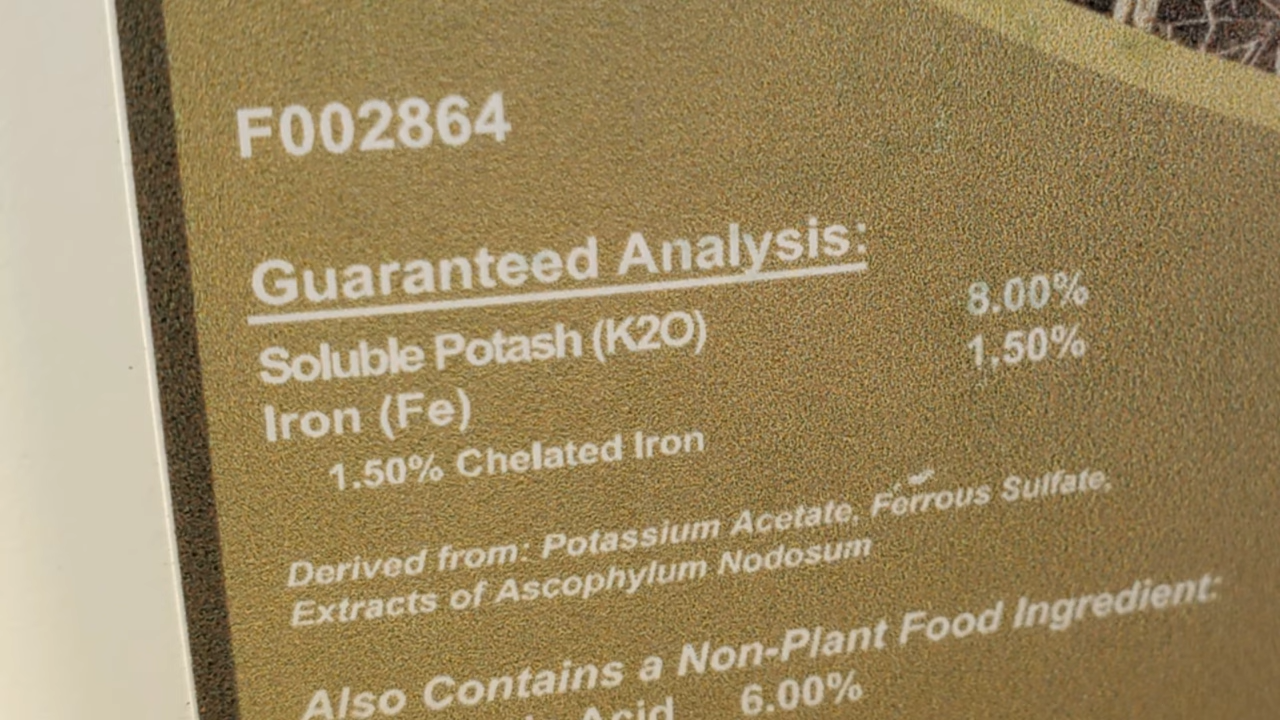 F002864
Guaranteed Analysis:
Soluble Potash (K2O) 8.00%
Iron (Fe) 1.50%
1.50% Chelated Iron
Derived from: Potassium Acetate, Ferrous Sulfate,
Extracts of Ascophylum Nodosum
Also Contains a Non-Plant Food Ingredient:
Acid 6.00%